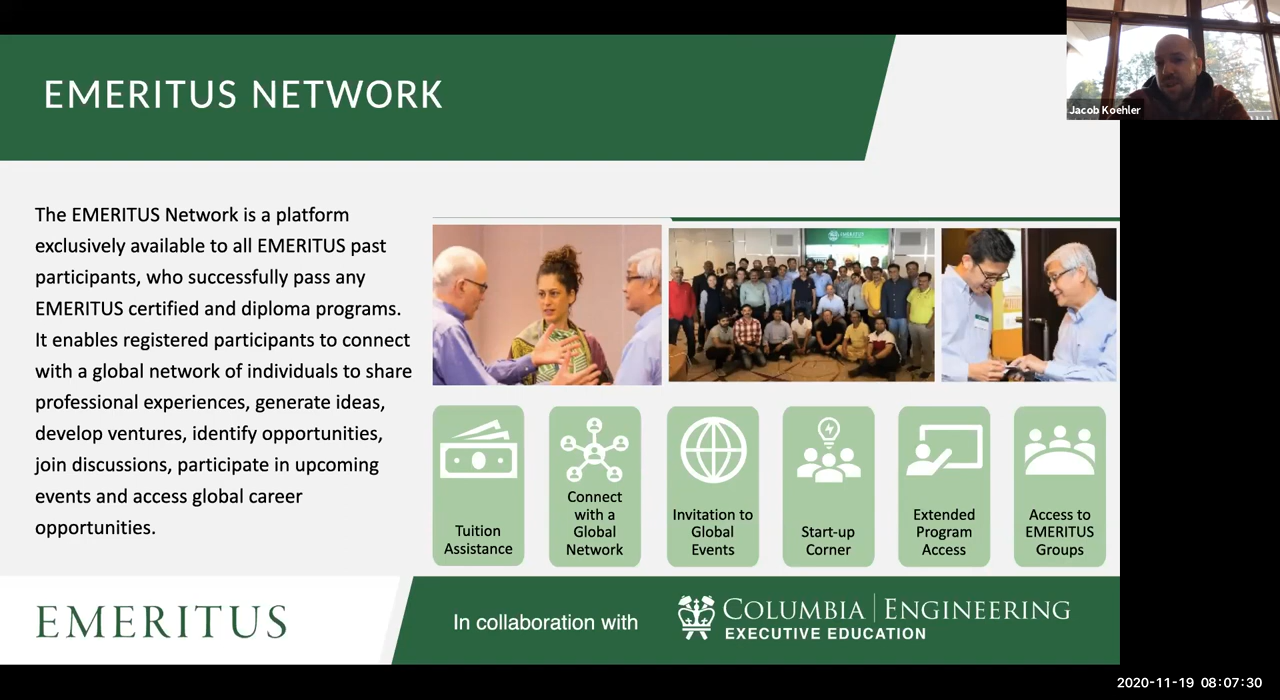 EMERITUS NETWORK
Jacob Koehler
The EMERITUS Network is a platform
exclusively available to all EMERITUS past
participants, who successfully pass any
EMERITUS certified and diploma programs.
It enables registered participants to connect
with a global network of individuals to share
professional experiences, generate ideas,
develop ventures, identify opportunities,
join discussions, participate in upcoming
events and access global career
opportunities.
EMERITUS
Tuition
Assistance
Connect
with a
Global
Network
Invitation to
Global
Events
Start-up
Corner
Extended
Program
Access
Access to
EMERITUS
Groups
EMERITUS
In collaboration with
COLUMBIA | ENGINEERING
EXECUTIVE EDUCATION
2020-11-19 08:07:30